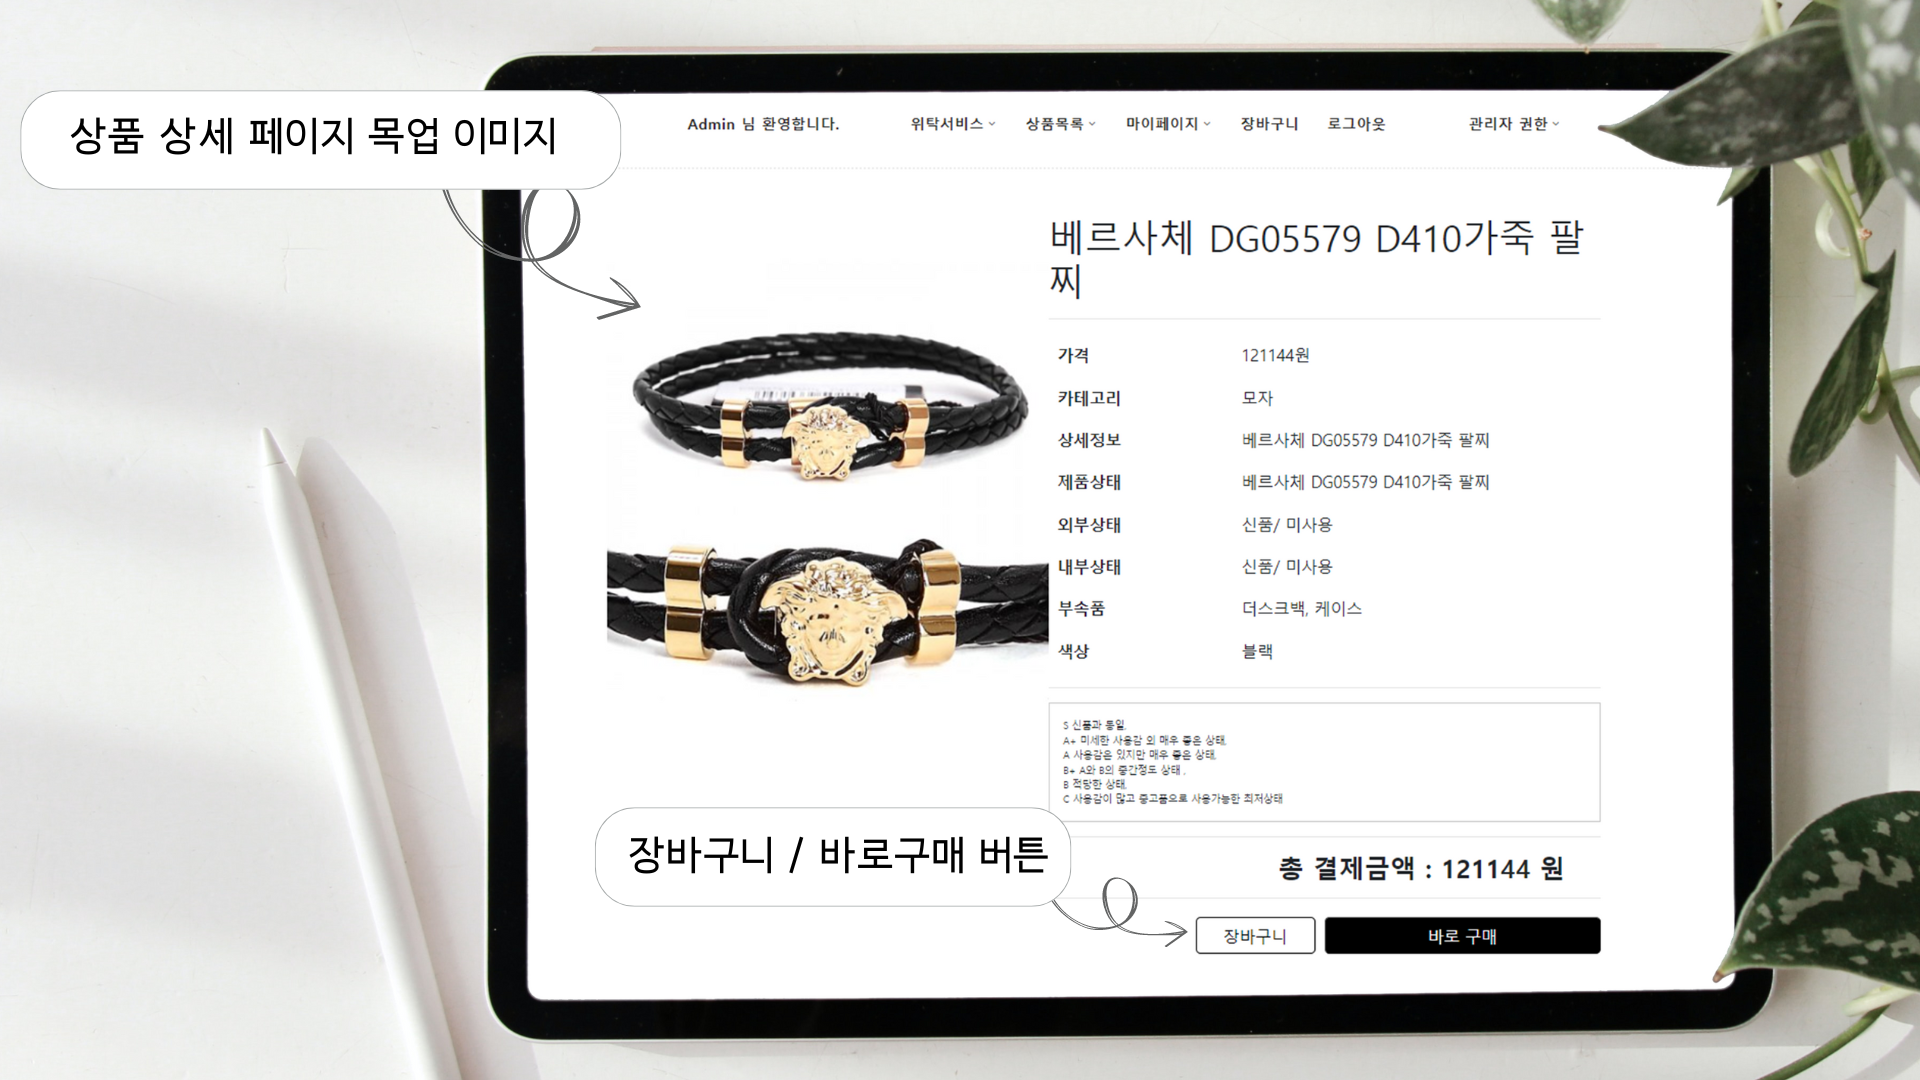 상품 상세 페이지 목업 이미지
Admin 님 환영합니다. 위탁서비스 상품목록 마이페이지 장바구니 로그아웃 관리자 권한
베르사체 DG05579 D410가죽 팔
찌
가격 121144원
카테고리 모자
상세정보 베르사체 DG05579 D410가죽 팔찌
제품상태 베르사체 DG05579 D410가죽 팔찌
외부상태 신품/ 미사용
내부상태 신품/ 미사용
부속품 더스크백, 케이스
색상 블랙
S 신품과 동일.
A+ 미세한 사용감 외 매우 좋은 상태.
A 사용감은 있지만 매우 좋은 상태.
B+ A와 B의 중간정도 상태 ,
B 적당한 상태.
C 사용감이 많고 중고품으로 사용가능한 최저상태
장바구니 / 바로구매 버튼
총 결제금액 : 121144 원
장바구니 바로 구매